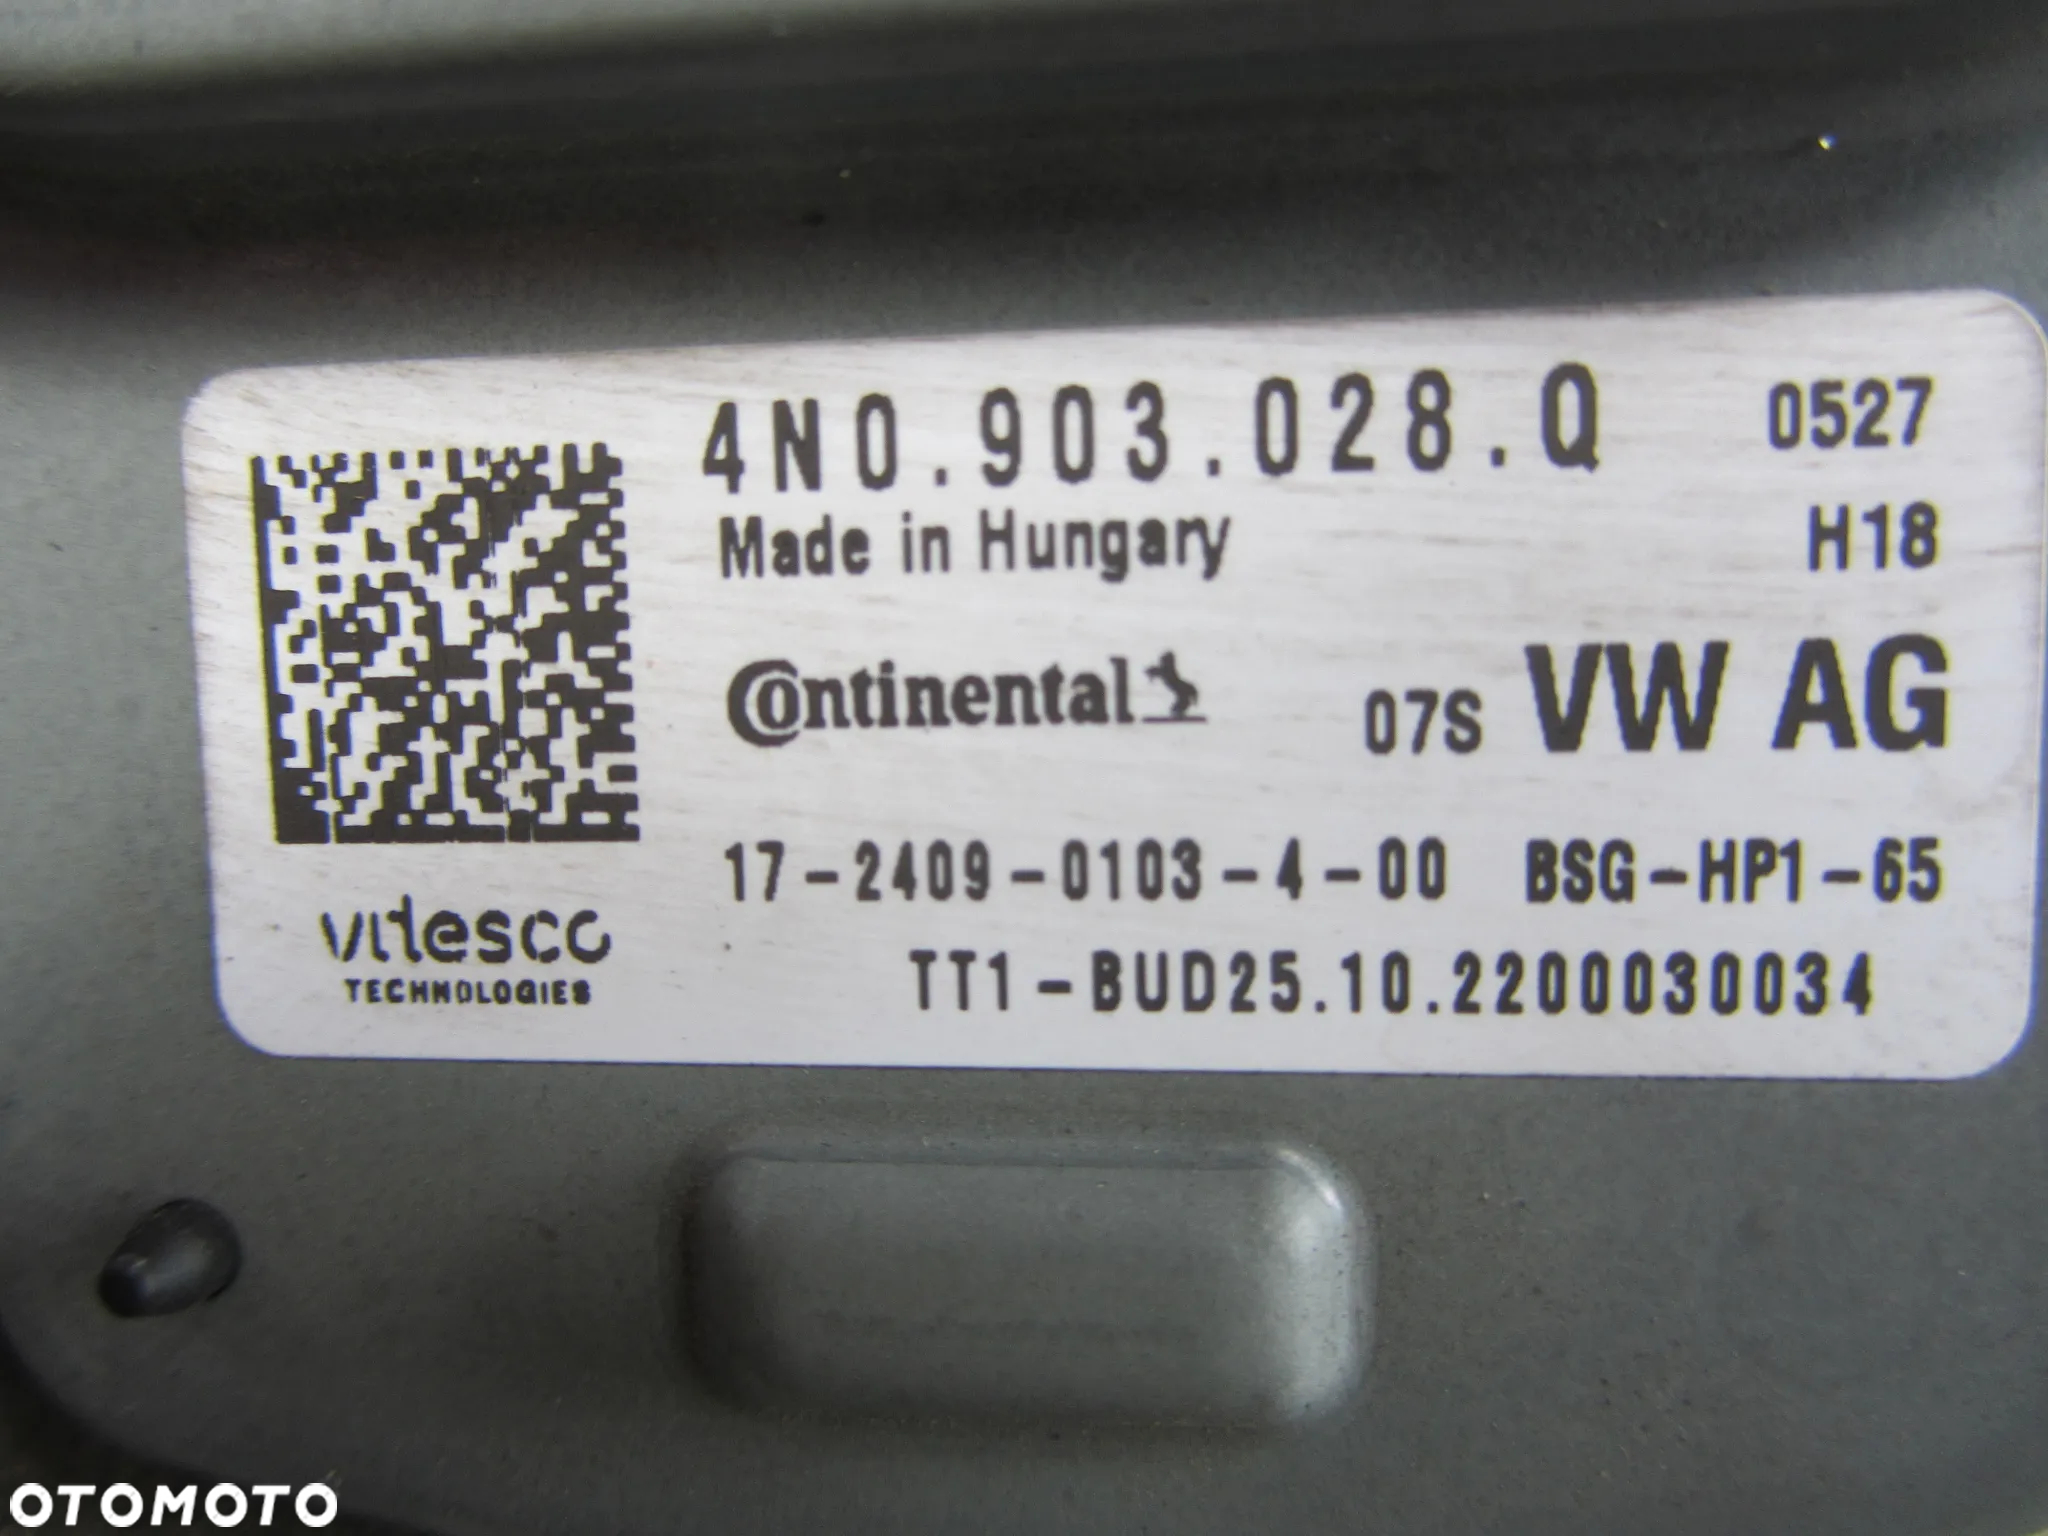 4N0.903.028.Q 0527
Made in Hungary H18
Continental 07S VW AG
17-2409-0103-4-00 BSG-HP1-65
vitesco
TECHNOLOGIES
TT1-BUD25.10.2200030034
OTOMOTO